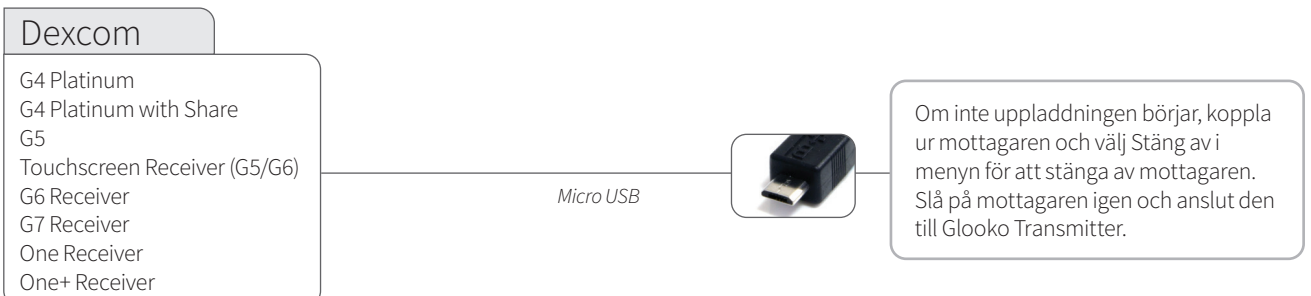 Dexcom
G4 Platinum
G4 Platinum with Share
G5
Touchscreen Receiver (G5/G6)
G6 Receiver
G7 Receiver
One Receiver
One+ Receiver
Micro USB
Om inte uppladdningen börjar, koppla
ur mottagaren och välj Stäng av i
menyn för att stänga av mottagaren.
Slå på mottagaren igen och anslut den
till Glooko Transmitter.